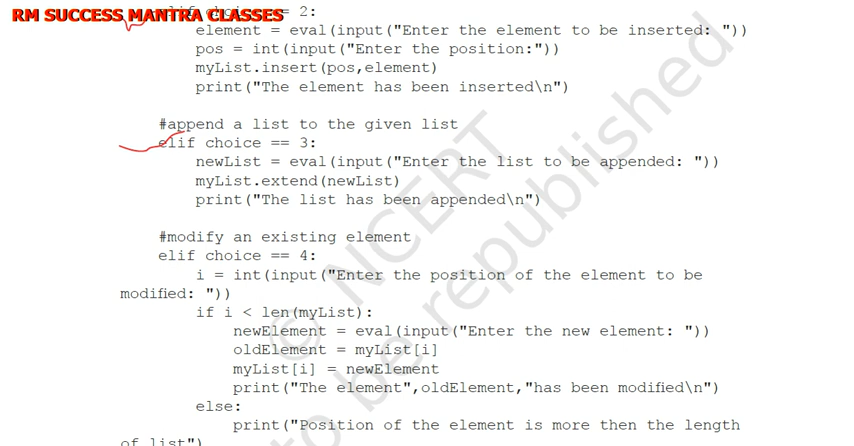 RM SUCCESS MANTRA CLASSES
elif choice == 2:
element = eval(input("Enter the element to be inserted: "))
pos = int(input("Enter the position:"))
myList.insert(pos,element)
print("The element has been inserted\n")
#append a list to the given list
elif choice == 3:
newList = eval(input("Enter the list to be appended: "))
myList.extend(newList)
print("The list has been appended\n")
#modify an existing element
elif choice == 4:
i = int(input("Enter the position of the element to be
modified: "))
if i < len(myList):
newElement = eval(input("Enter the new element: "))
oldElement = myList[i]
myList[i] = newElement
print("The element",oldElement,"has been modified\n")
else:
print("Position of the element is more then the length
of list")
© NCERT
to be republished